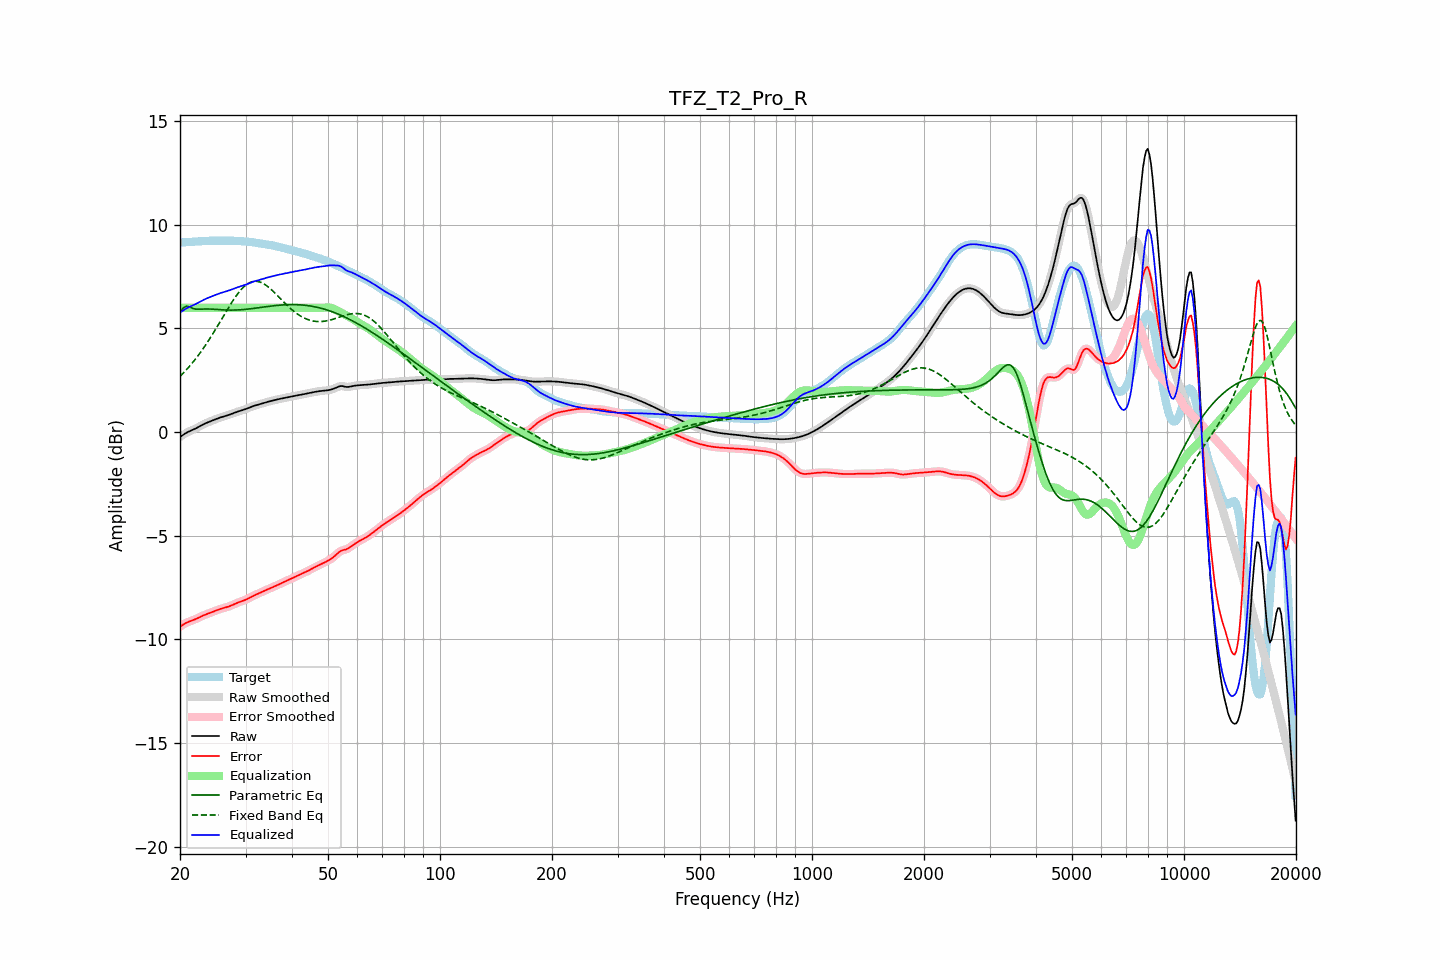 TFZ_T2_Pro_R
Amplitude (dBr)
15
10
5
0
−5
−10
−15
−20
Target
Raw Smoothed
Error Smoothed
Raw
Error
Equalization
Parametric Eq
Fixed Band Eq
Equalized
20 50 100 200 500 1000 2000 5000 10000 20000
Frequency (Hz)